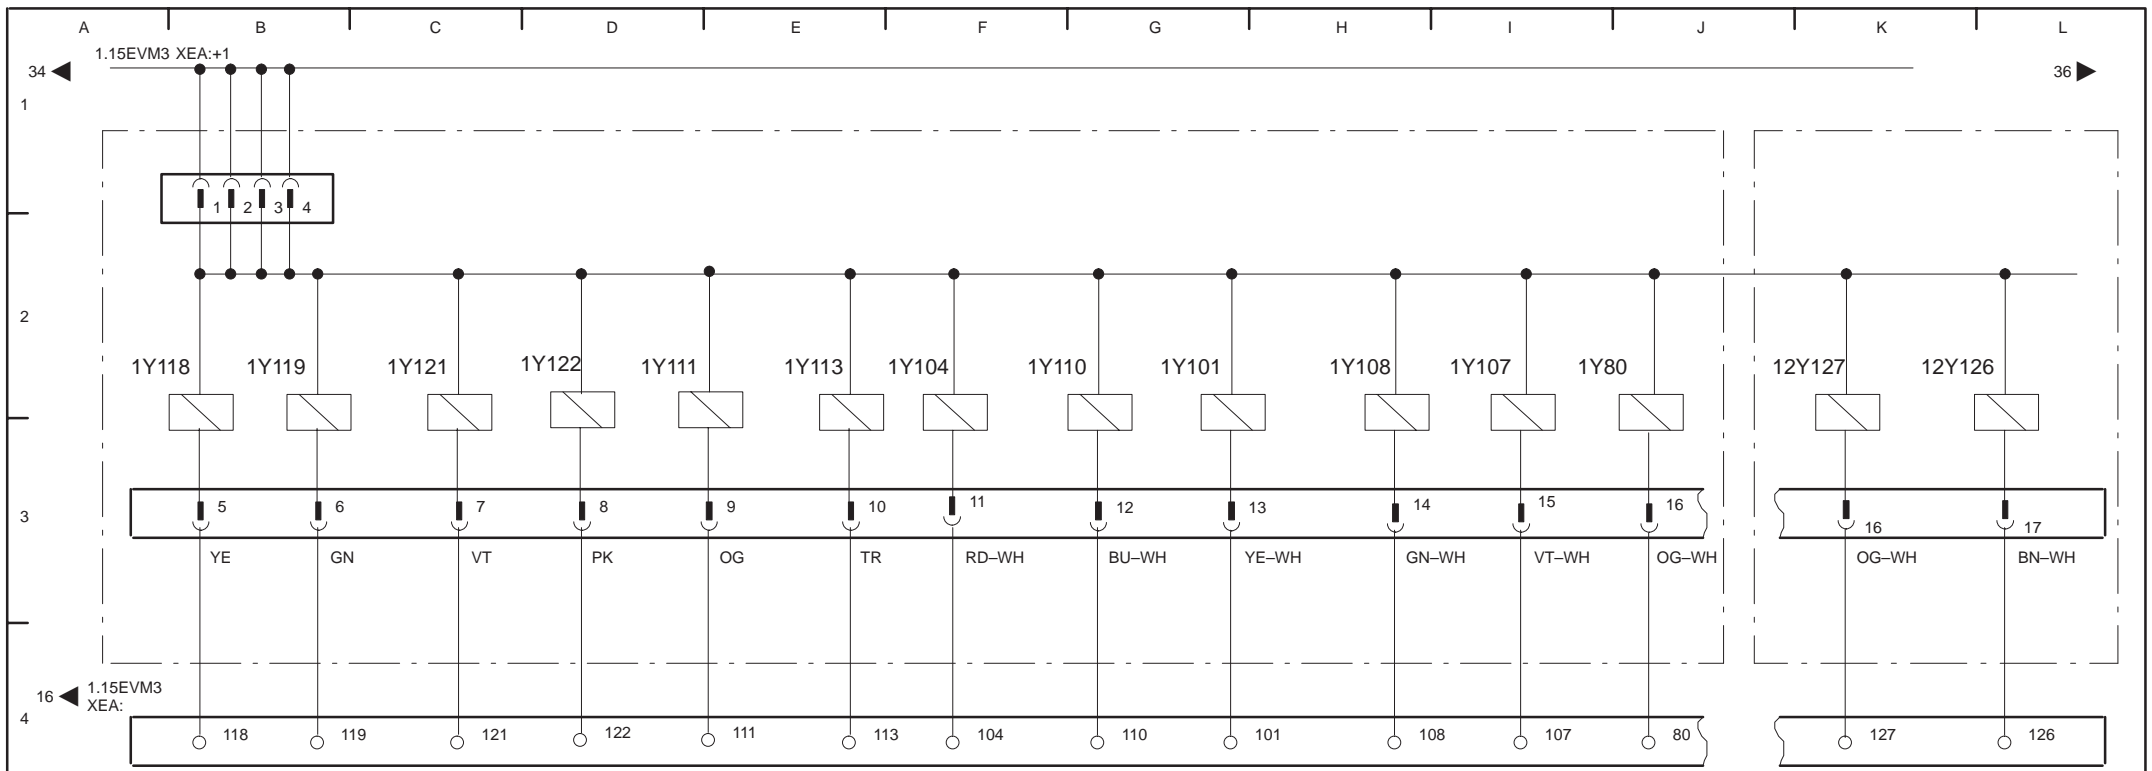 A B C D E F G H I J K L
1.15EVM3 XEA:+1
34 36
1
1 2 3 4
2
1Y118 1Y119 1Y121 1Y122 1Y111 1Y113 1Y104 1Y110 1Y101 1Y108 1Y107 1Y80 12Y127 12Y126
3
5 6 7 8 9 10 11 12 13 14 15 16 16 17
YE GN VT PK OG TR RD–WH BU–WH YE–WH GN–WH VT–WH OG–WH OG–WH BN–WH
16 1.15EVM3
XEA:
4
118 119 121 122 111 113 104 110 101 108 107 80 127 126